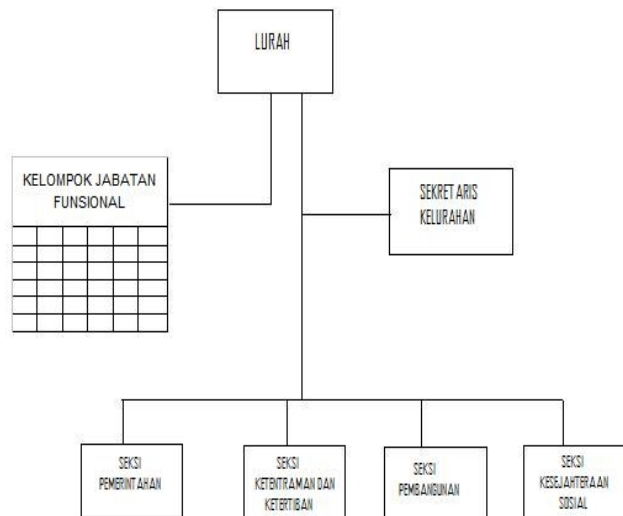 LURAH
KELOMPOK JABATAN
FUNSIONAL
SEKRETARIS
KELURAHAN
SEKSI
PEMERINTAHAN
SEKSI
KETENTRAMAN DAN
KETERTIBAN
SEKSI
PEMBANGUNAN
SEKSI
KESEJAHTERAAN
SOSIAL